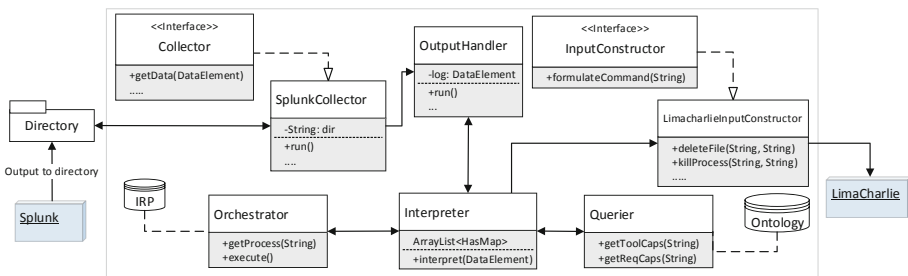 <<Interface>>
Collector
+getData(DataElement)
.....
OutputHandler
-log: DataElement
+run()
...
<<Interface>>
InputConstructor
+formulateCommand(String)
SplunkCollector
-String: dir
+run()
....
Directory
LimacharlieInputConstructor
+deleteFile(String, String)
+killProcess(String, String)
.....
Output to directory
Splunk
IRP
Orchestrator
+getProcess(String)
+execute()
Interpreter
ArrayList<HasMap>
+interpret(DataElement)
Querier
+getToolCaps(String)
+getReqCaps(String)
Ontology
LimaCharlie